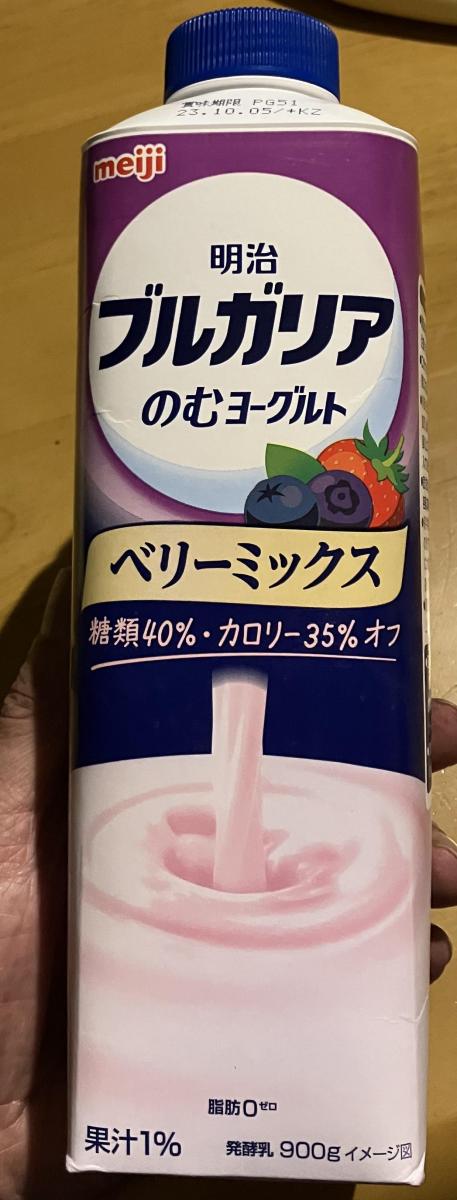 賞味期限 PG51
23.10.05/+KZ
meiji
明治
ブルガリア
のむヨーグルト
ベリーミックス
糖類40%・カロリー35%オフ
脂肪0ゼロ
果汁1% 発酵乳 900g イメージ図